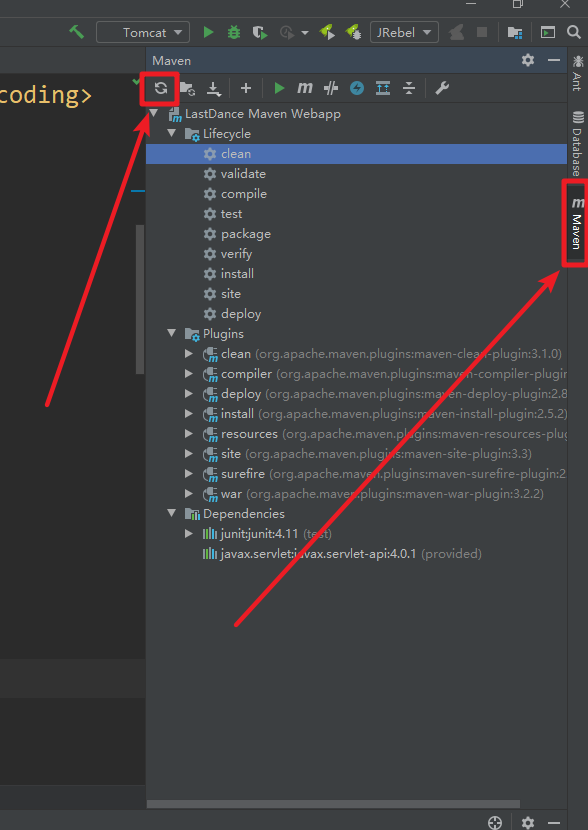 Tomcat
JRebel
Maven
coding>
LastDance Maven Webapp
Lifecycle
clean
validate
compile
test
package
verify
install
site
deploy
Plugins
clean (org.apache.maven.plugins:maven-clean-plugin:3.1.0)
compiler (org.apache.maven.plugins:maven-compiler-plugin
deploy (org.apache.maven.plugins:maven-deploy-plugin:2.8
install (org.apache.maven.plugins:maven-install-plugin:2.5.2)
resources (org.apache.maven.plugins:maven-resources-plug
site (org.apache.maven.plugins:maven-site-plugin:3.3)
surefire (org.apache.maven.plugins:maven-surefire-plugin:2
war (org.apache.maven.plugins:maven-war-plugin:3.2.2)
Dependencies
junit:junit:4.11 (test)
javax.servlet:javax.servlet-api:4.0.1 (provided)
Ant
Database
Maven